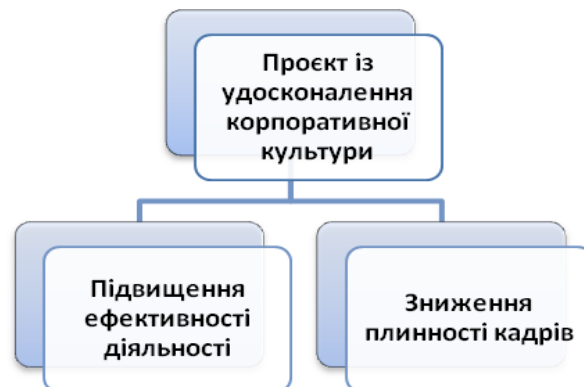 Проєкт із
удосконалення
корпоративної
культури
Підвищення
ефективності
діяльності
Зниження
плинності кадрів